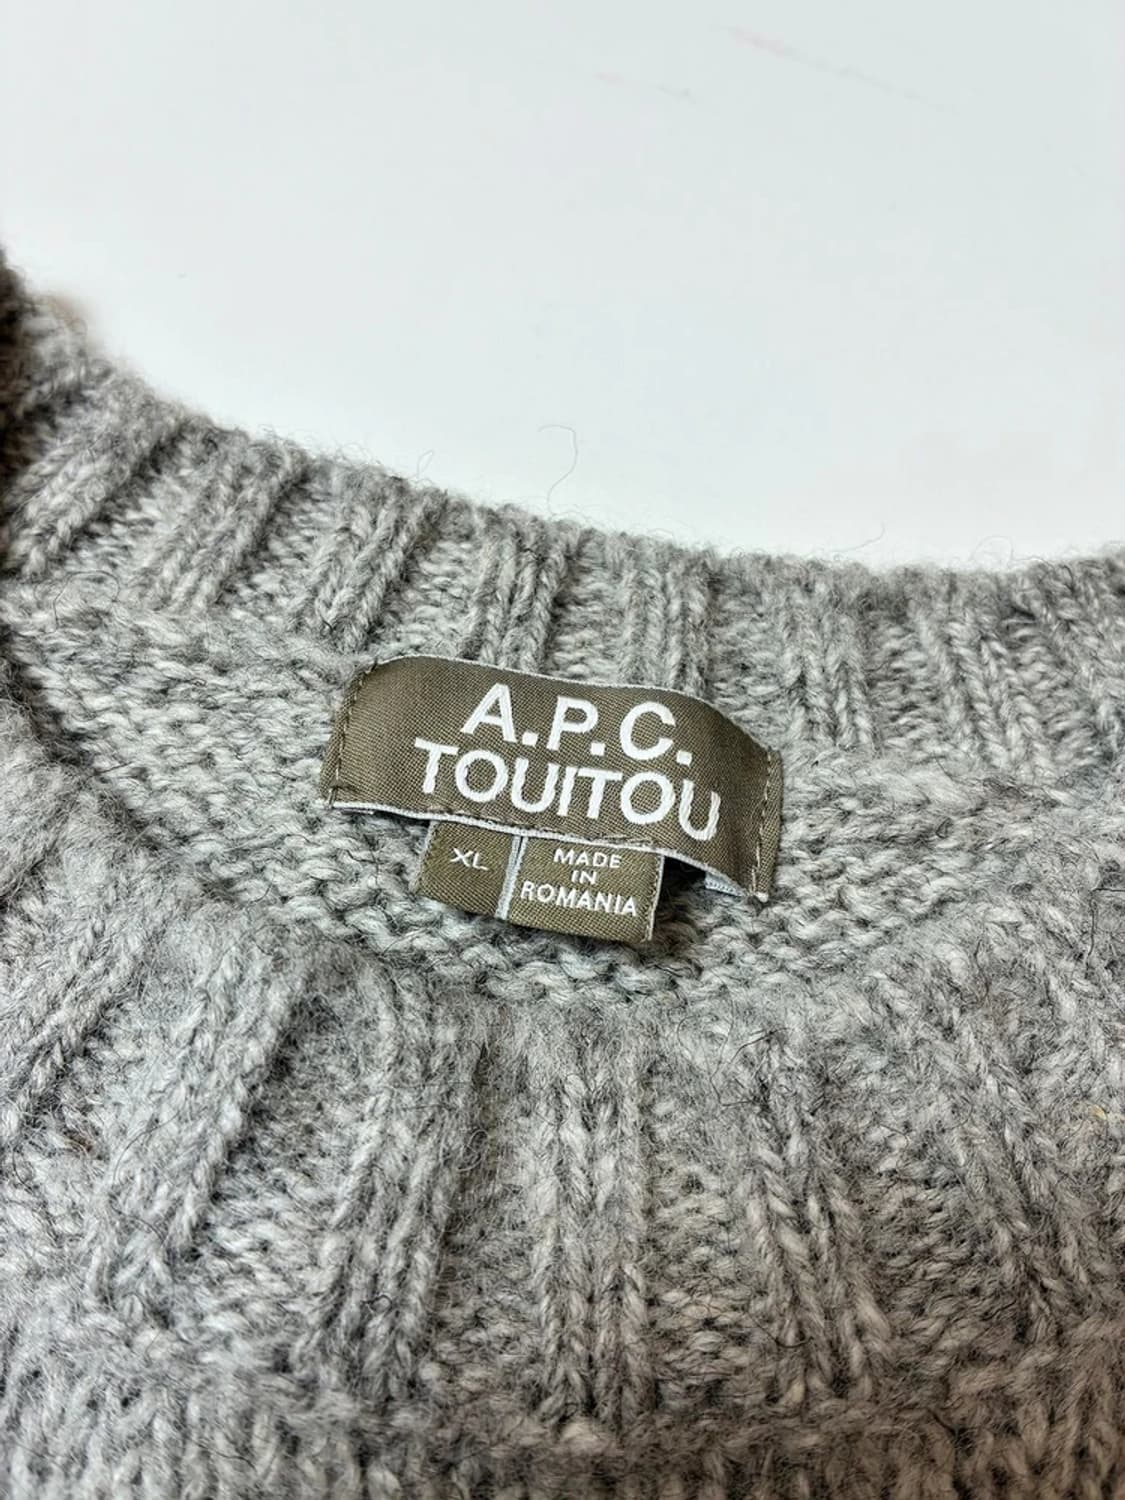 A.P.C.
TOUITOU
XL
MADE
IN
ROMANIA